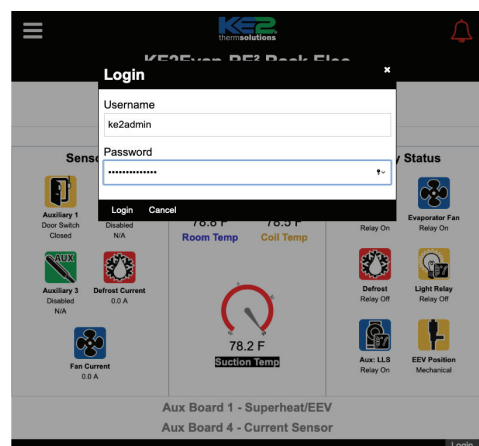 KE2
thermsolutions
Login
×
Username
ke2admin
Password
•••••••••••••
Login Cancel
Status
Auxiliary 1
Door Switch
Closed
Disabled
N/A
78.5 F
Room Temp
Coil Temp
Relay On
Evaporator Fan
Relay On
AUX
Auxiliary 3
Disabled
N/A
Defrost Current
0.0 A
Defrost
Relay Off
Light Relay
Relay Off
78.2 F
Suction Temp
Fan Current
0.0 A
Aux: LLS
Relay On
EEV Position
Mechanical
Aux Board 1 - Superheat/EEV
Aux Board 4 - Current Sensor
Login